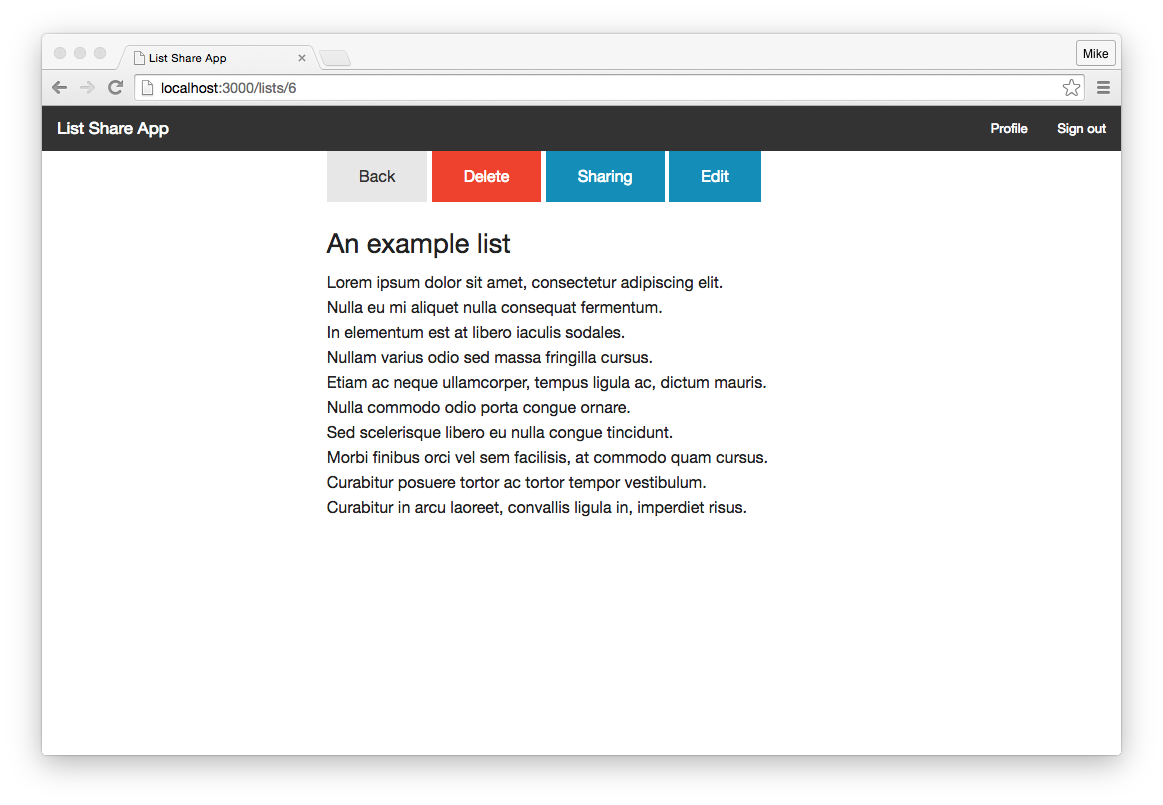 List Share App
Mike
localhost:3000/lists/6
List Share App Profile Sign out
Back Delete Sharing Edit
An example list
Lorem ipsum dolor sit amet, consectetur adipiscing elit.
Nulla eu mi aliquet nulla consequat fermentum.
In elementum est at libero iaculis sodales.
Nullam varius odio sed massa fringilla cursus.
Etiam ac neque ullamcorper, tempus ligula ac, dictum mauris.
Nulla commodo odio porta congue ornare.
Sed scelerisque libero eu nulla congue tincidunt.
Morbi finibus orci vel sem facilisis, at commodo quam cursus.
Curabitur posuere tortor ac tortor tempor vestibulum.
Curabitur in arcu laoreet, convallis ligula in, imperdiet risus.